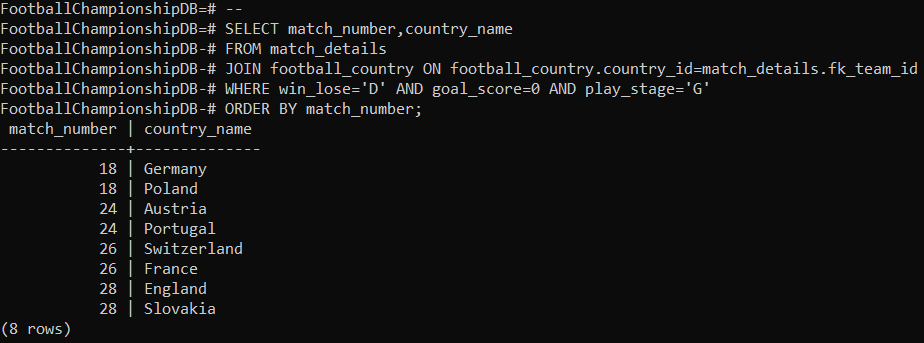 FootballChampionshipDB=# --
FootballChampionshipDB=# SELECT match_number,country_name
FootballChampionshipDB-# FROM match_details
FootballChampionshipDB-# JOIN football_country ON football_country.country_id=match_details.fk_team_id
FootballChampionshipDB-# WHERE win_lose='D' AND goal_score=0 AND play_stage='G'
FootballChampionshipDB-# ORDER BY match_number;
 match_number | country_name
--------------+--------------
           18 | Germany
           18 | Poland
           24 | Austria
           24 | Portugal
           26 | Switzerland
           26 | France
           28 | England
           28 | Slovakia
(8 rows)